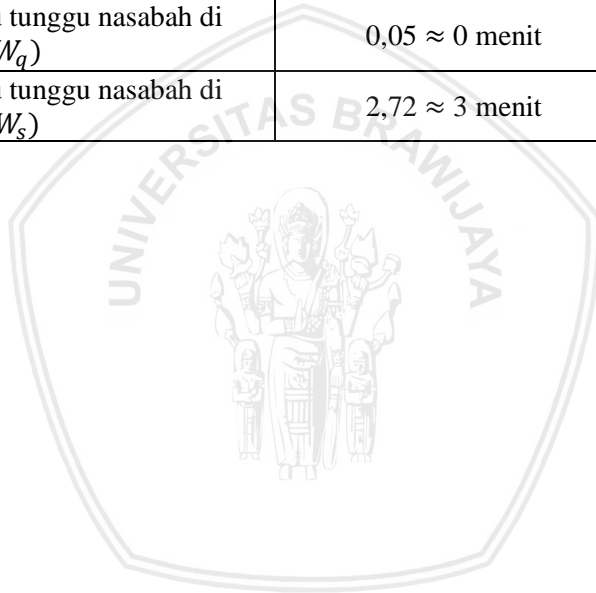 tunggu nasabah di
W_q)
0,05 ≈ 0 menit
tunggu nasabah di
W_s)
2,72 ≈ 3 menit
UNIVERSITAS BRAWIJAYA